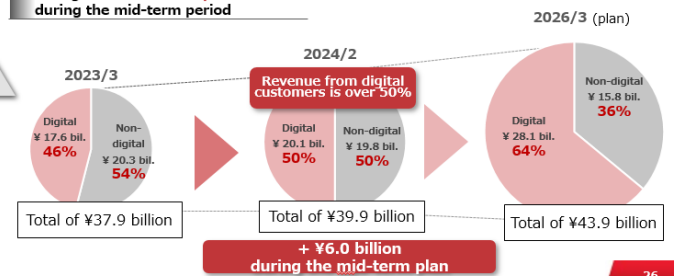 during the mid-term period
2026/3 (plan)
2024/2
2023/3
Revenue from digital
customers is over 50%
Digital
¥ 17.6 bil.
46%
Non-
digital
¥ 20.3 bil.
54%
Digital
¥ 20.1 bil.
50%
Non-digital
¥ 19.8 bil.
50%
Digital
¥ 28.1 bil.
64%
Non-digital
¥ 15.8 bil.
36%
Total of ¥37.9 billion
Total of ¥39.9 billion
Total of ¥43.9 billion
+ ¥6.0 billion
during the mid-term plan
26